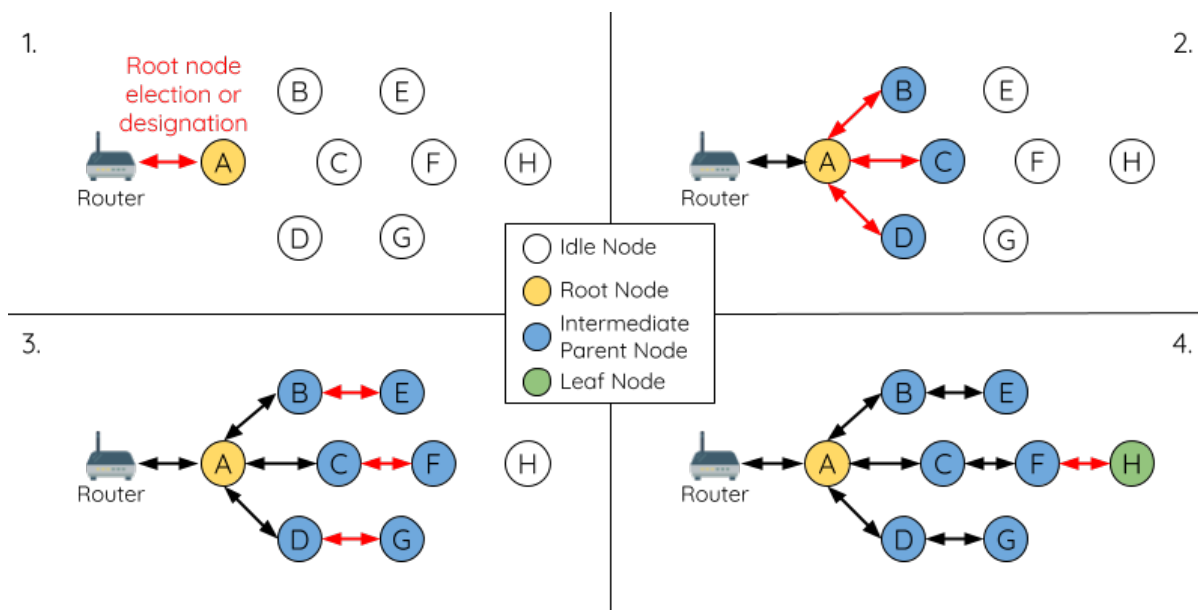 1.
Root node
election or
designation
B
E
A
C
F
H
Router
D
G
2.
B
E
A
C
F
H
Router
D
G
Idle Node
Root Node
Intermediate
Parent Node
Leaf Node
3.
B
E
A
C
F
H
Router
D
G
4.
B
E
A
C
F
H
Router
D
G